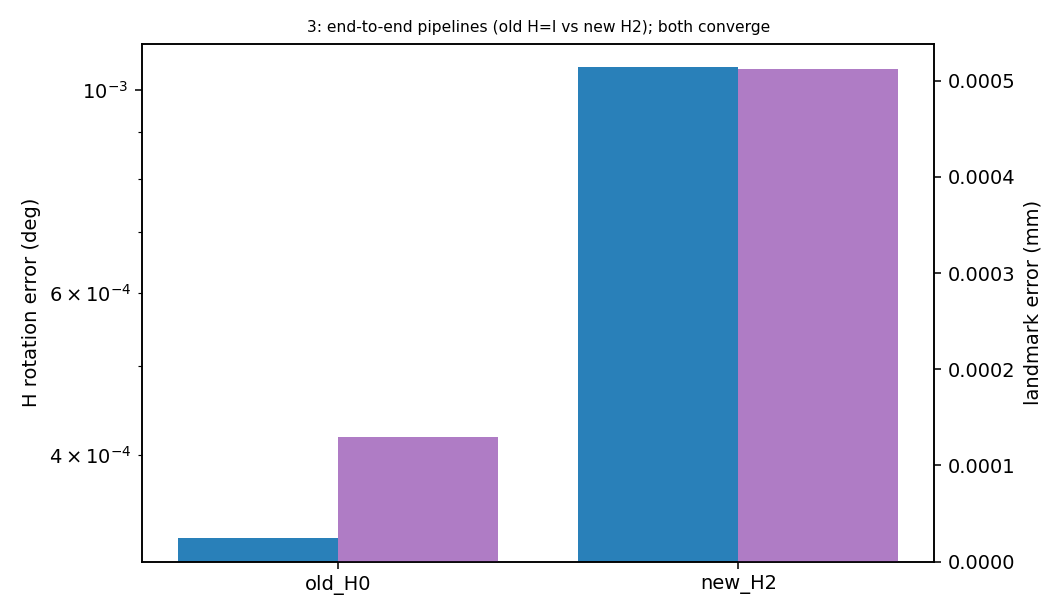 3: end-to-end pipelines (old H=I vs new H2); both converge
H rotation error (deg)
10⁻³
6 × 10⁻⁴
4 × 10⁻⁴
0.0005
0.0004
0.0003
0.0002
0.0001
0.0000
landmark error (mm)
old_H0
new_H2